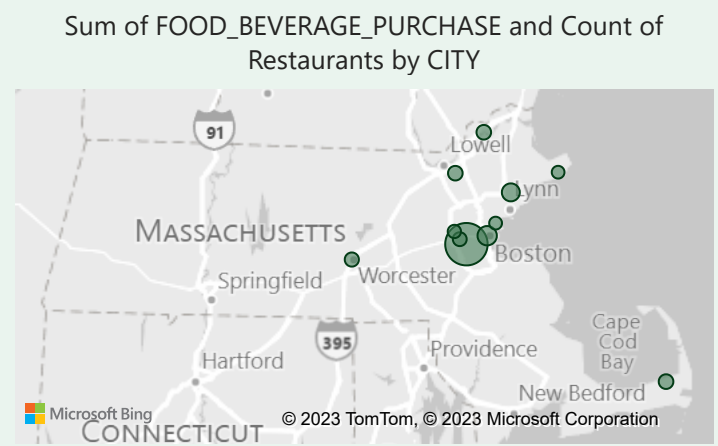 Sum of FOOD_BEVERAGE_PURCHASE and Count of
Restaurants by CITY
91
Lowell
Lynn
MASSACHUSETTS
Boston
Worcester
Springfield
Cape
Cod
Bay
395
Providence
Hartford
New Bedford
Microsoft Bing
© 2023 TomTom, © 2023 Microsoft Corporation
CONNECTICUT